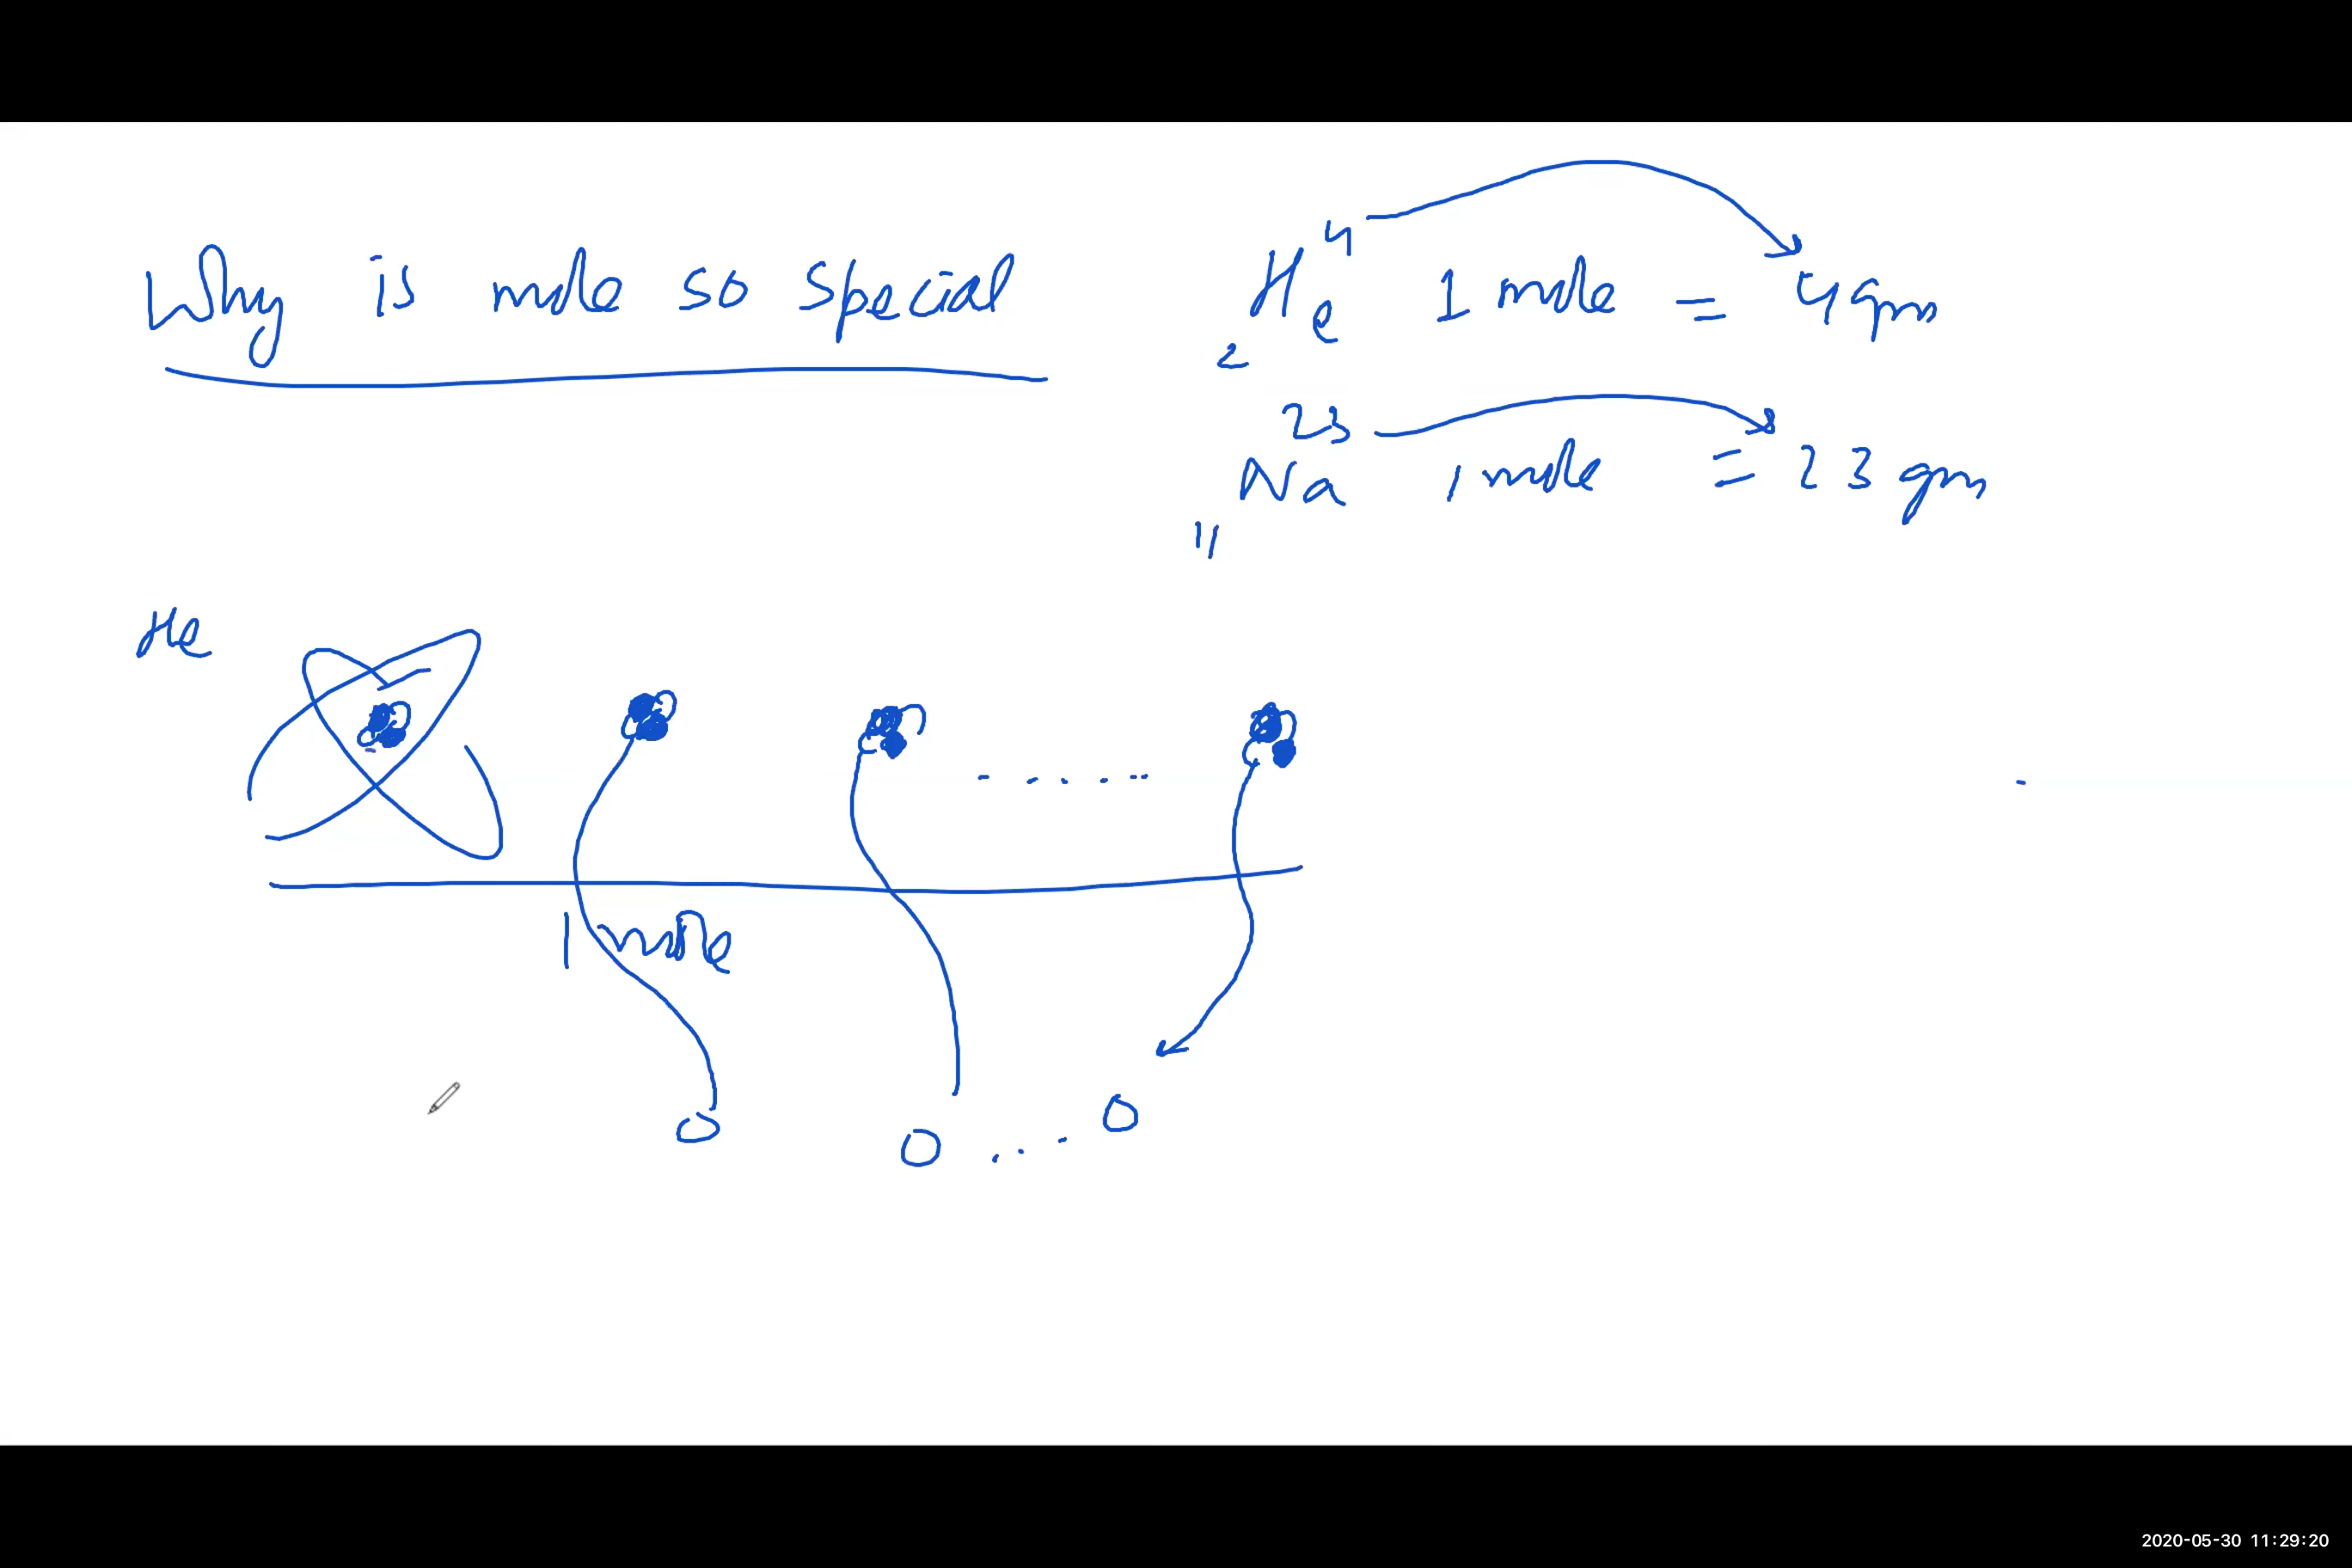 Why is mole so special
4
He 1 mole = 4 gm
2
23
Na 1 mole = 23 gm
11
He
1 mole
2020-05-30 11:29:20